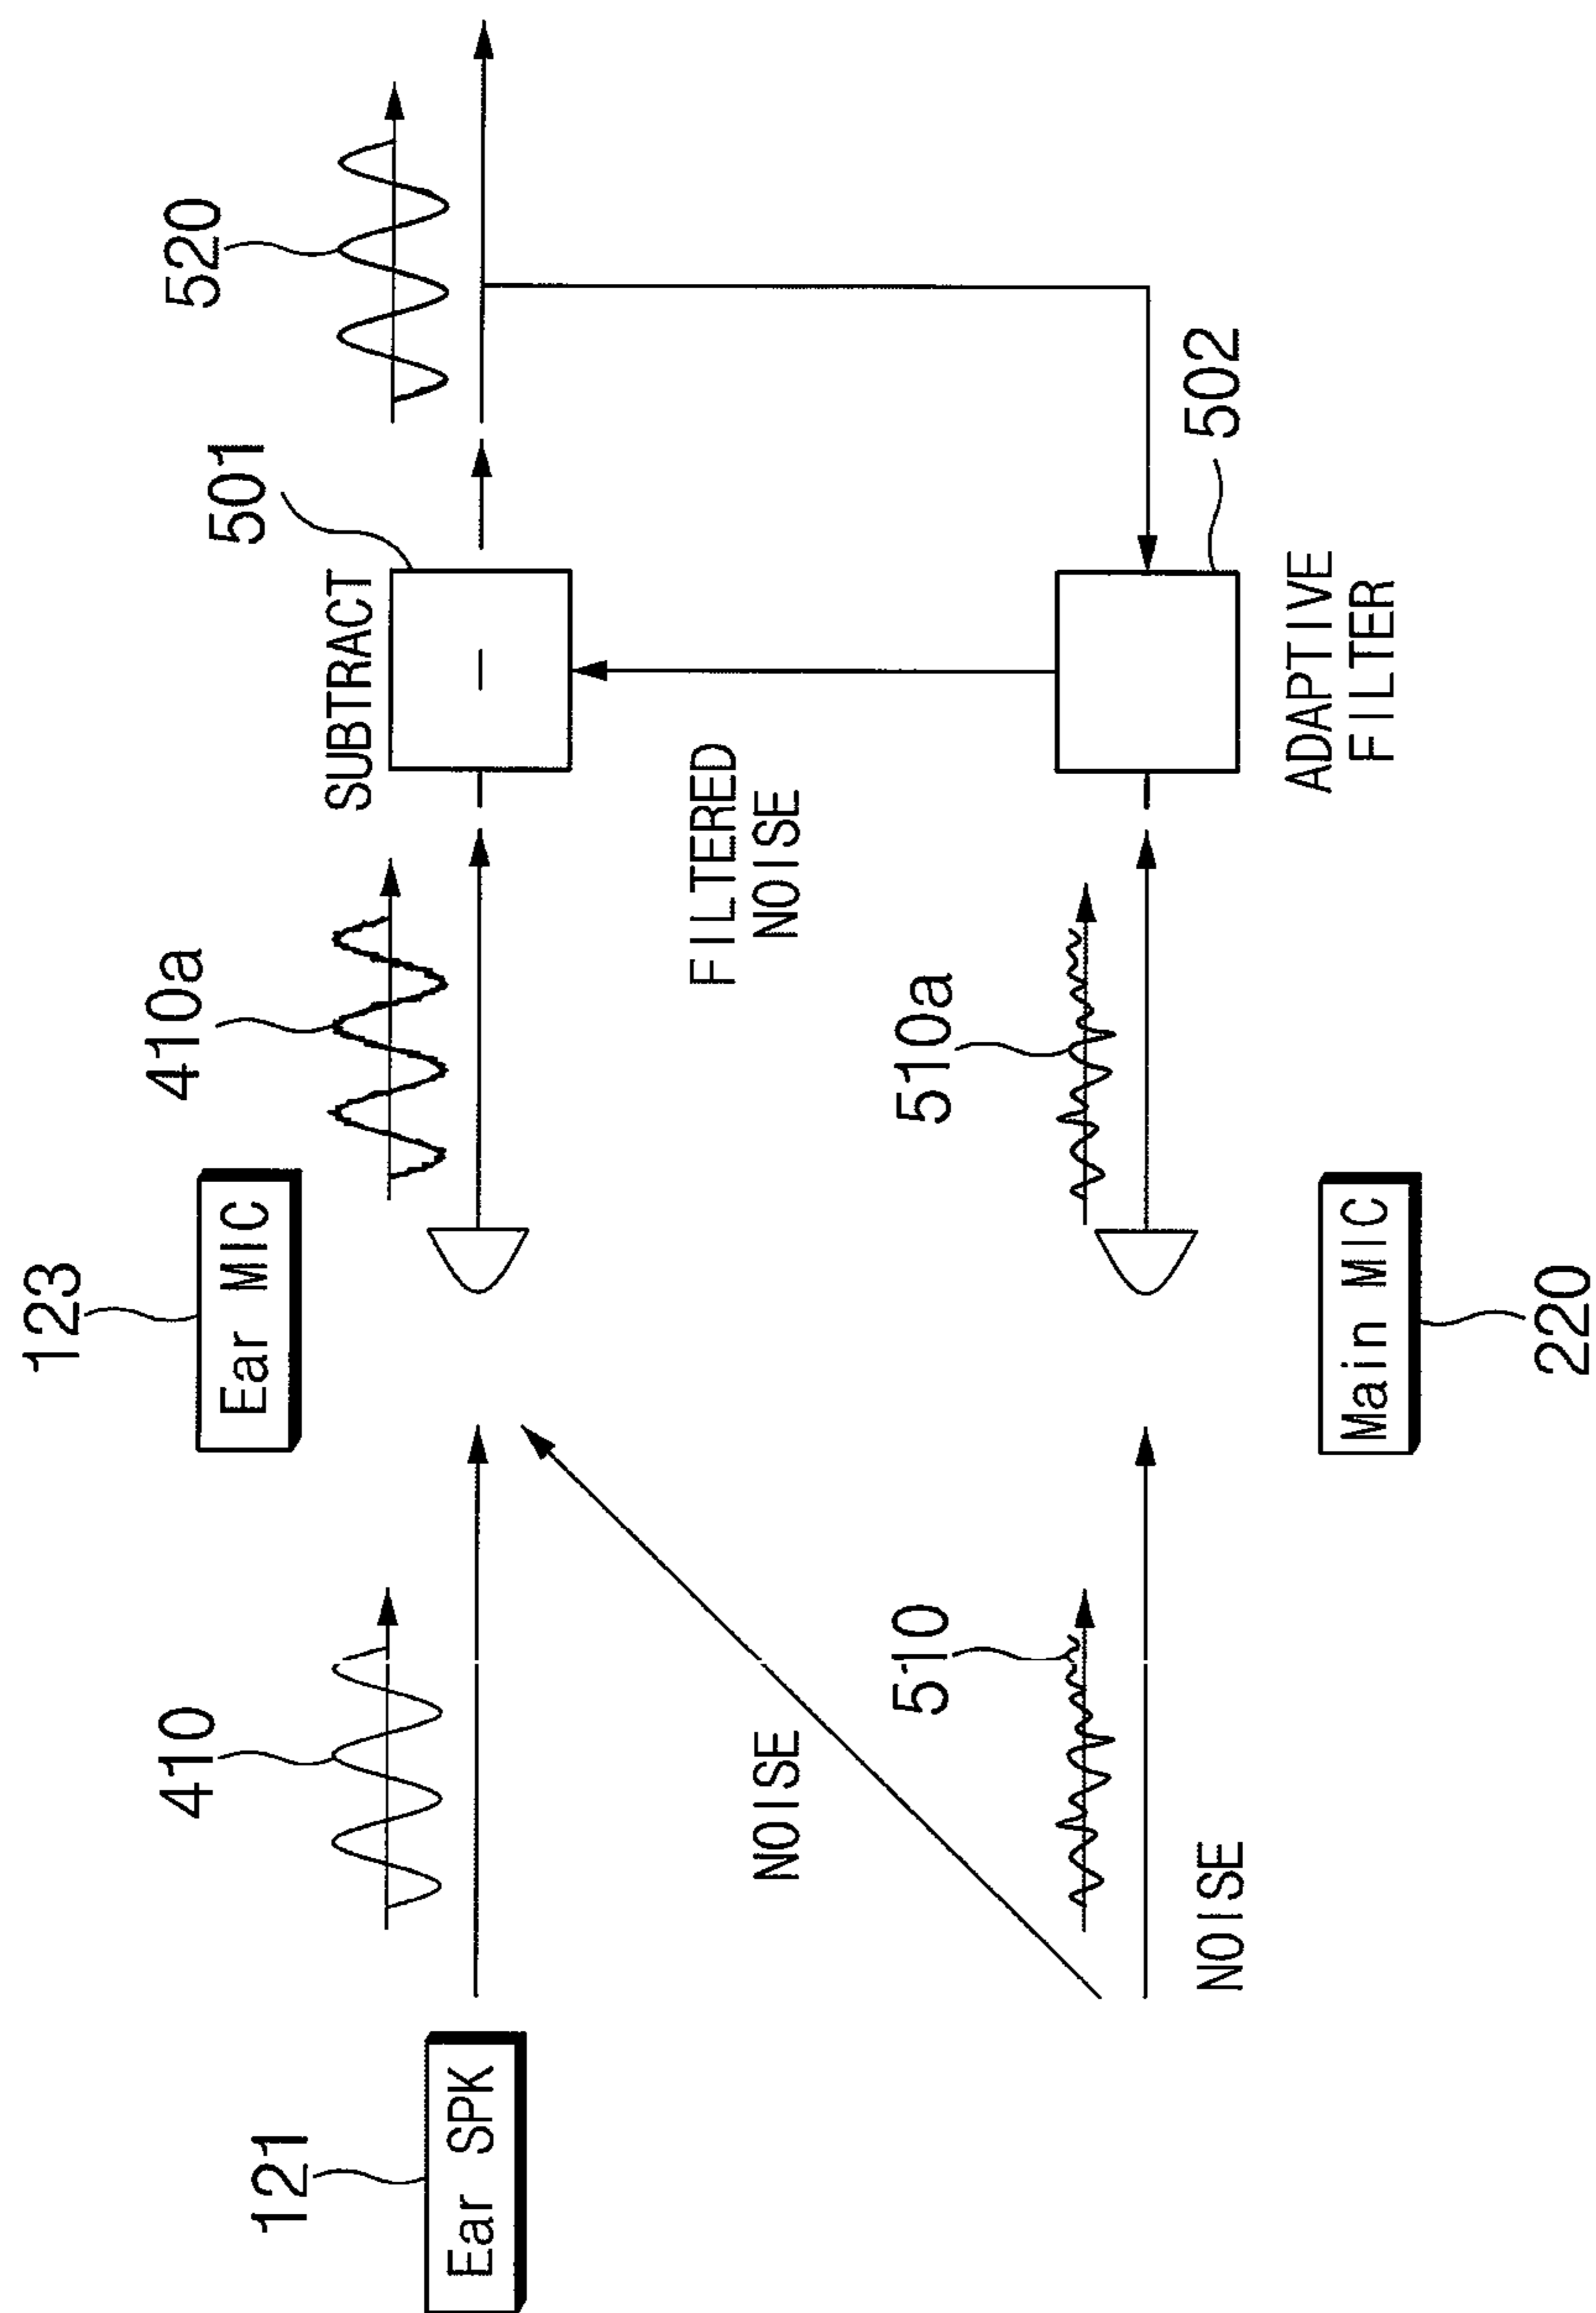 121
Ear SPK
410
NOISE
510
NOISE
123
Ear MIC
410a
510a
Main MIC
220
SUBTRACT
501
–
FILTERED
NOISE
520
502
ADAPTIVE
FILTER